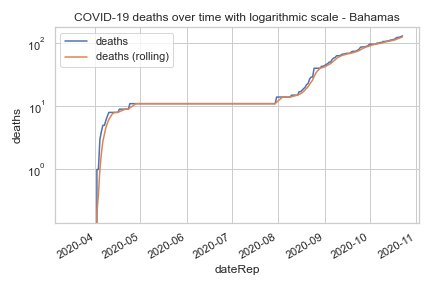 COVID-19 deaths over time with logarithmic scale - Bahamas
deaths
deaths (rolling)
10²
10¹
10⁰
deaths
2020-04
2020-05
2020-06
2020-07
2020-08
2020-09
2020-10
2020-11
dateRep